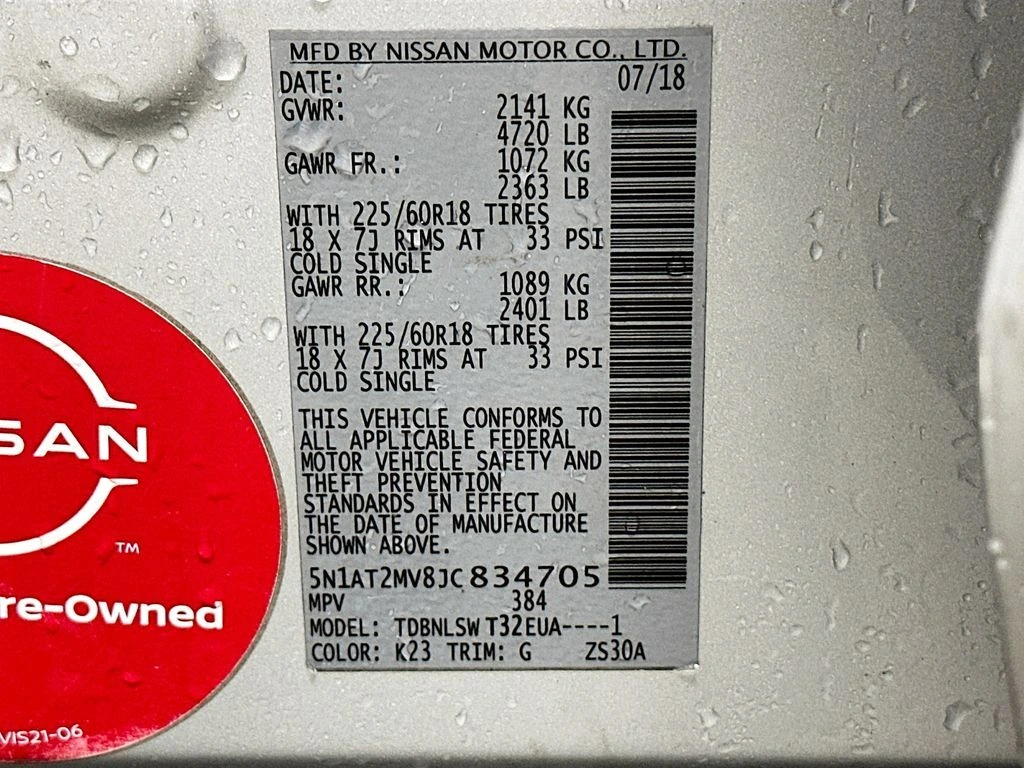 MFD BY NISSAN MOTOR CO., LTD.
DATE: 07/18
GVWR: 2141 KG
4720 LB
GAWR FR.: 1072 KG
2363 LB
WITH 225/60R18 TIRES
18 X 7J RIMS AT 33 PSI
COLD SINGLE
GAWR RR.: 1089 KG
2401 LB
WITH 225/60R18 TIRES
18 X 7J RIMS AT 33 PSI
COLD SINGLE
THIS VEHICLE CONFORMS TO
ALL APPLICABLE FEDERAL
MOTOR VEHICLE SAFETY AND
THEFT PREVENTION
STANDARDS IN EFFECT ON
THE DATE OF MANUFACTURE
SHOWN ABOVE.
5N1AT2MV8JC834705
MPV 384
MODEL: TDBNLSW T32EUA----1
COLOR: K23 TRIM: G ZS30A
SSAN
TM
re-Owned
VIS21-06